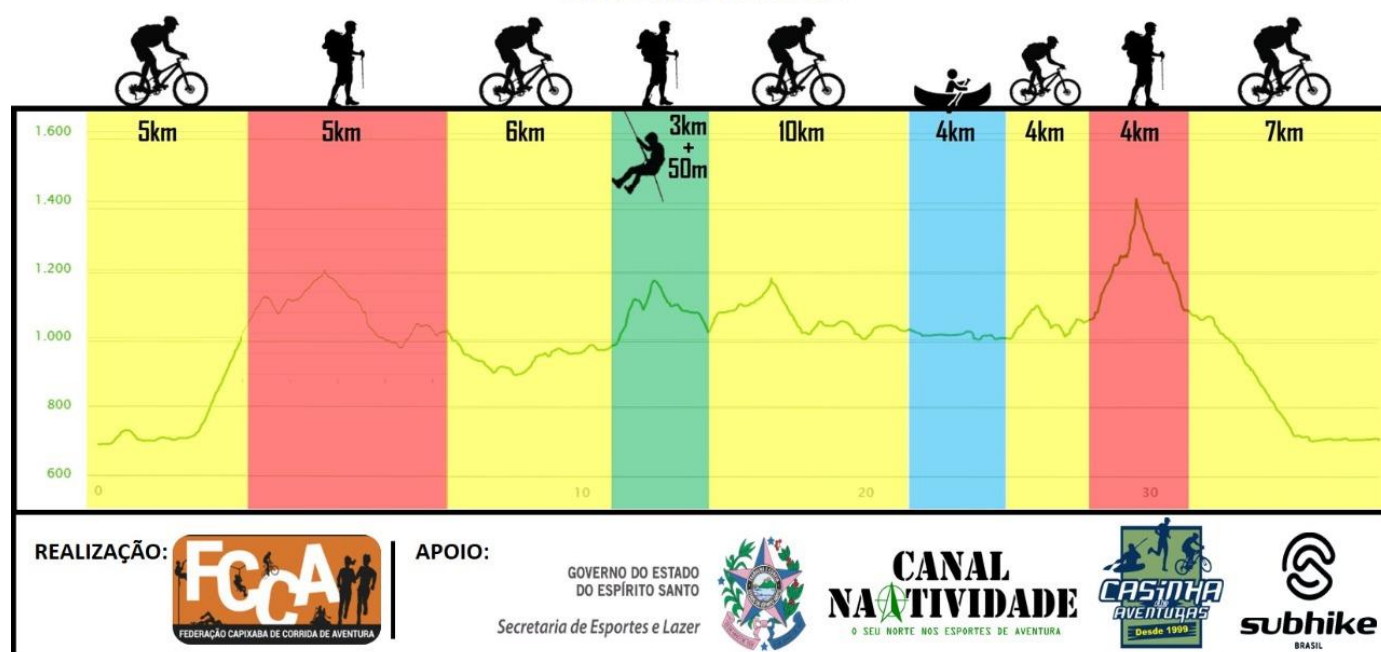 5km
5km
6km
3km
+
50m
10km
4km
4km
4km
7km
1.600
1.400
1.200
1.000
800
600
0
10
20
30
REALIZAÇÃO:
FCCA
FEDERAÇÃO CAPIXABA DE CORRIDA DE AVENTURA
APOIO:
GOVERNO DO ESTADO
DO ESPÍRITO SANTO
Secretaria de Esportes e Lazer
CANAL
NA ATIVIDADE
O SEU NORTE NOS ESPORTES DE AVENTURA
CASINHA
AVENTURAS
Desde 1999
subhike
BRASIL